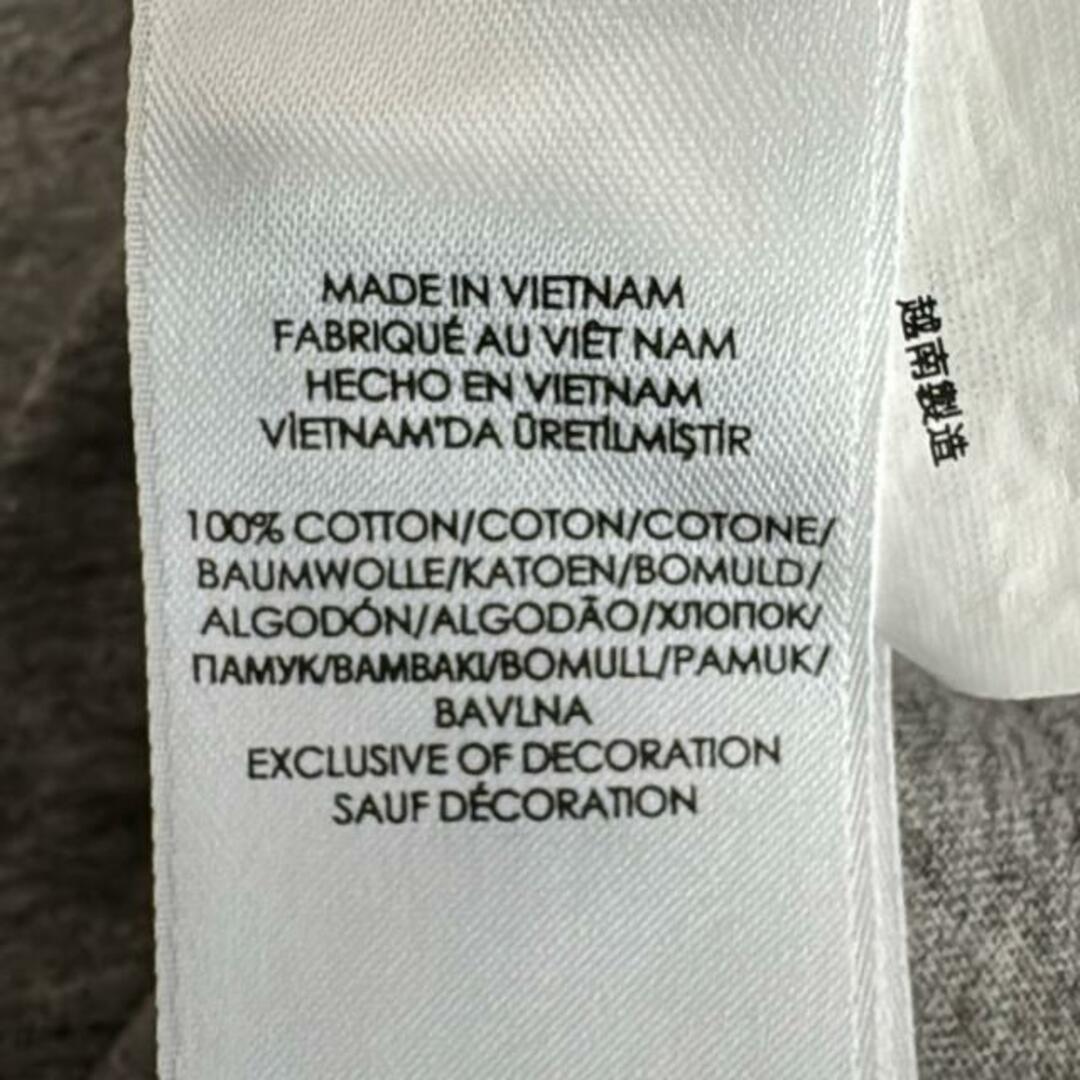 MADE IN VIETNAM
FABRIQUÉ AU VIÊT NAM
HECHO EN VIETNAM
VİETNAM'DA ÜRETİLMİŞTİR
100% COTTON/COTON/COTONE/
BAUMWOLLE/KATOEN/BOMULD/
ALGODÓN/ALGODÃO/ХЛОПОК/
ПАМУК/ΒΑΜΒΑΚΙ/BOMULL/PAMUK/
BAVLNA
EXCLUSIVE OF DECORATION
SAUF DÉCORATION
越南製造